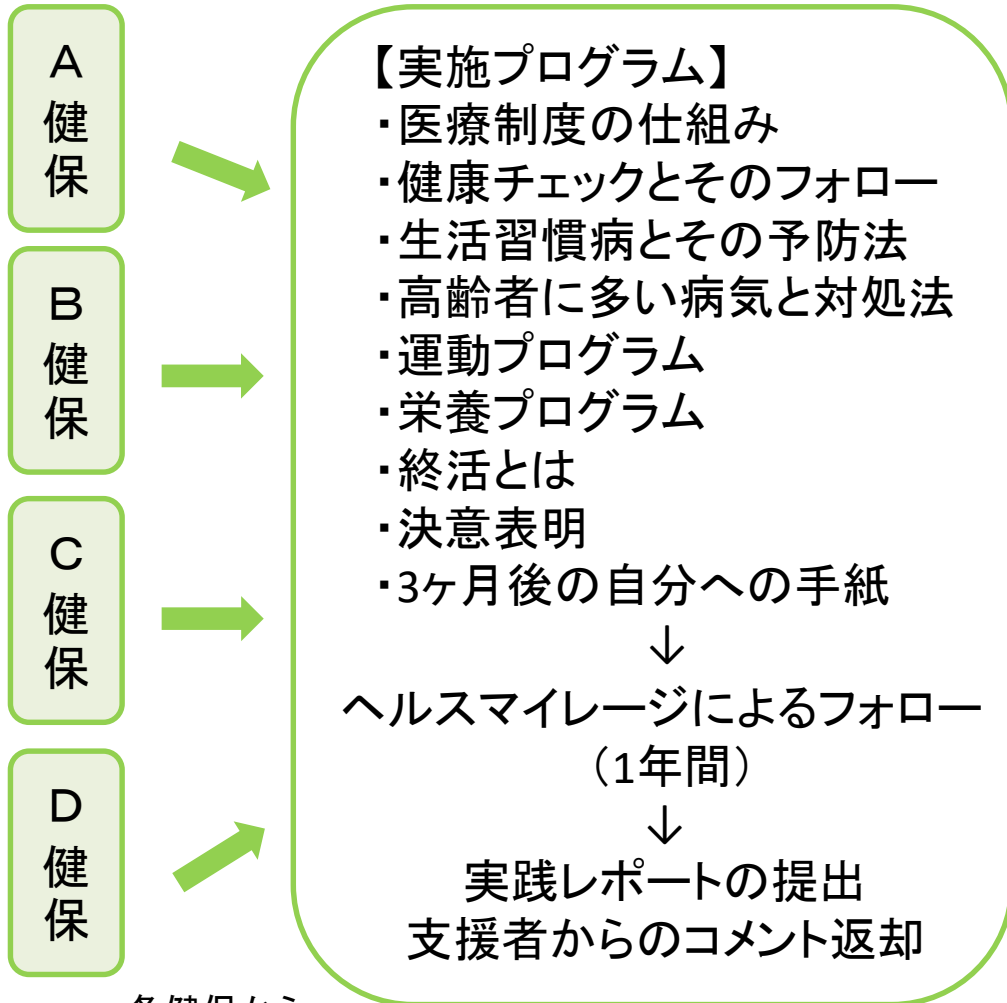 A
健
保
B
健
保
C
健
保
D
健
保
【実施プログラム】
・医療制度の仕組み
・健康チェックとそのフォロー
・生活習慣病とその予防法
・高齢者に多い病気と対処法
・運動プログラム
・栄養プログラム
・終活とは
・決意表明
・3ヶ月後の自分への手紙
↓
ヘルスマイレージによるフォロー
（1年間）
↓
実践レポートの提出
支援者からのコメント返却
各健保から